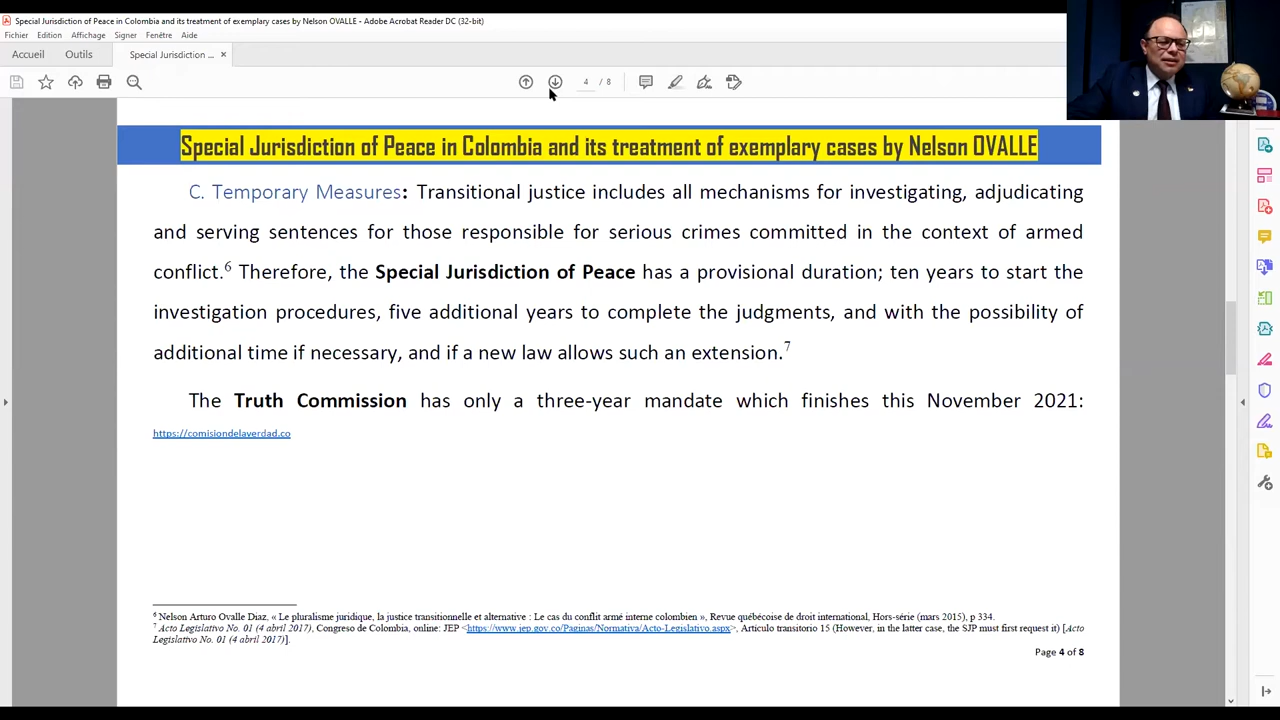 Special Jurisdiction of Peace in Colombia and its treatment of exemplary cases by Nelson OVALLE - Adobe Acrobat Reader DC (32-bit)
Fichier Edition Affichage Signer Fenêtre Aide
Accueil Outils Special Jurisdiction ... ×
4 / 8
Special Jurisdiction of Peace in Colombia and its treatment of exemplary cases by Nelson OVALLE
C. Temporary Measures: Transitional justice includes all mechanisms for investigating, adjudicating
and serving sentences for those responsible for serious crimes committed in the context of armed
conflict.6 Therefore, the Special Jurisdiction of Peace has a provisional duration; ten years to start the
investigation procedures, five additional years to complete the judgments, and with the possibility of
additional time if necessary, and if a new law allows such an extension.7
The Truth Commission has only a three-year mandate which finishes this November 2021:
https://comisiondelaverdad.co
6 Nelson Arturo Ovalle Diaz, « Le pluralisme juridique, la justice transitionnelle et alternative : Le cas du conflit armé interne colombien », Revue québécoise de droit international, Hors-série (mars 2015), p 334.
7 Acto Legislativo No. 01 (4 abril 2017), Congreso de Colombia, online: JEP <https://www.jep.gov.co/Paginas/Normativa/Acto-Legislativo.aspx>, Artículo transitorio 15 (However, in the latter case, the SJP must first request it) [Acto
Legislativo No. 01 (4 abril 2017)].
Page 4 of 8